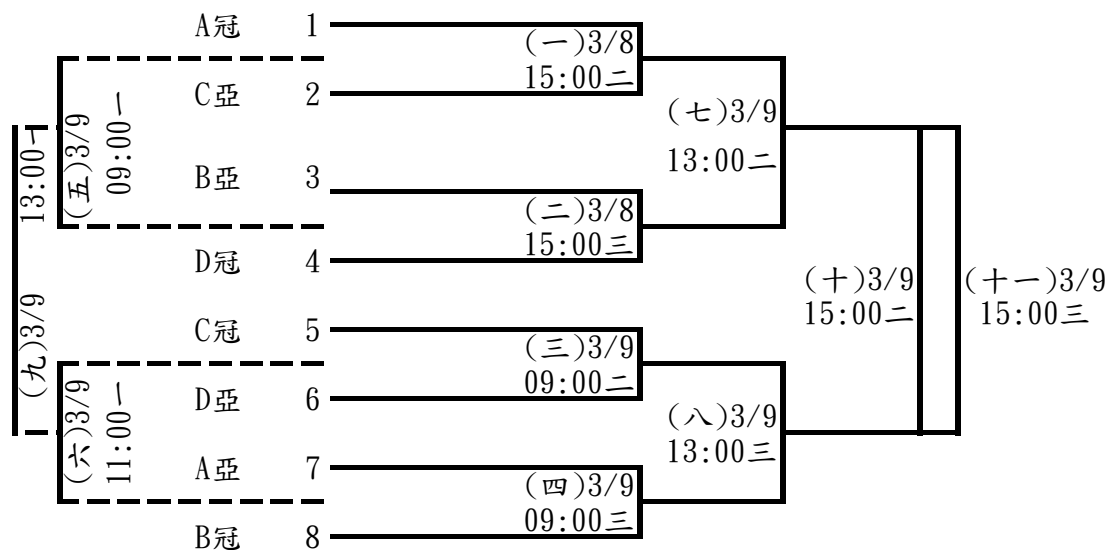 A冠 1
(一)3/8
15:00二
C亞 2
(七)3/9
13:00二
(五)3/9
09:00一
B亞 3
(二)3/8
15:00三
D冠 4
(九)3/9 13:00一
(十)3/9
15:00二
(十一)3/9
15:00三
C冠 5
(三)3/9
09:00二
D亞 6
(八)3/9
13:00三
(六)3/9
11:00一
A亞 7
(四)3/9
09:00三
B冠 8